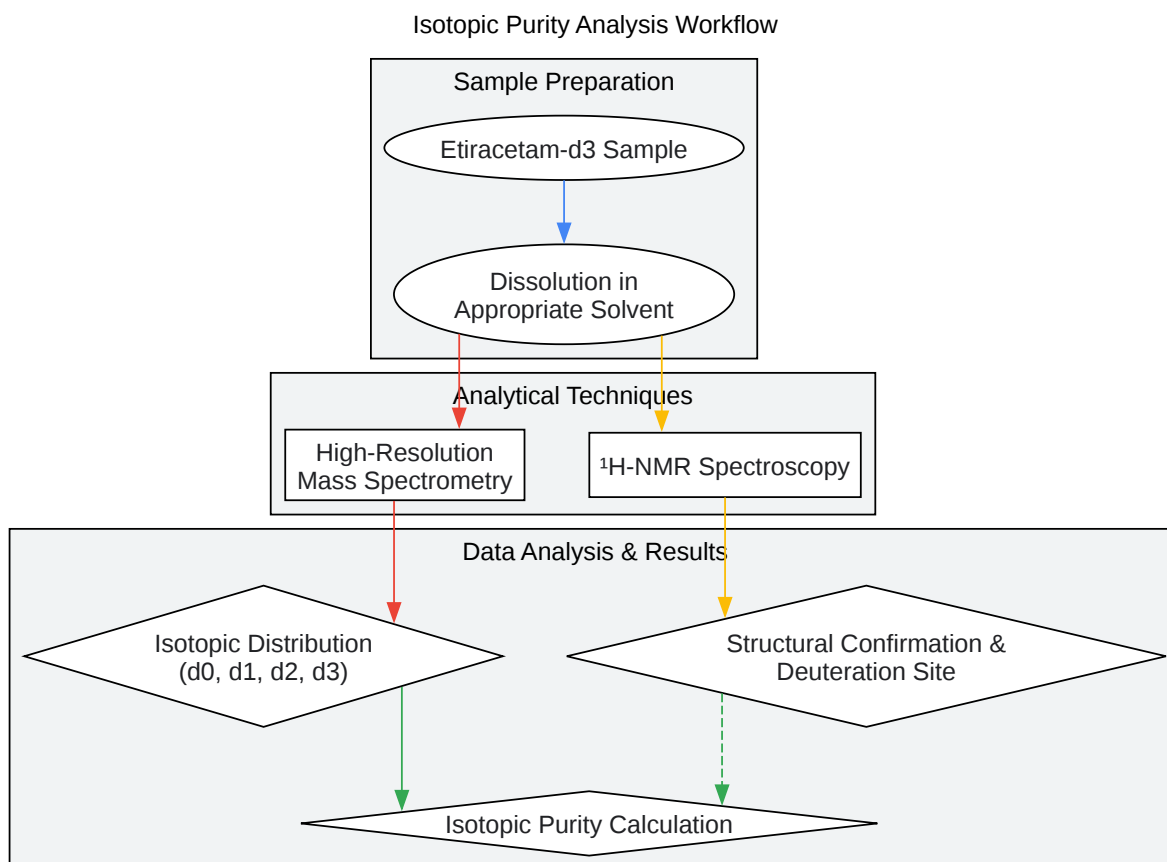 Isotopic Purity Analysis Workflow
Sample Preparation
Etiracetam-d3 Sample
Dissolution in
Appropriate Solvent
Analytical Techniques
High-Resolution
Mass Spectrometry
¹H-NMR Spectroscopy
Data Analysis & Results
Isotopic Distribution
(d0, d1, d2, d3)
Structural Confirmation &
Deuteration Site
Isotopic Purity Calculation